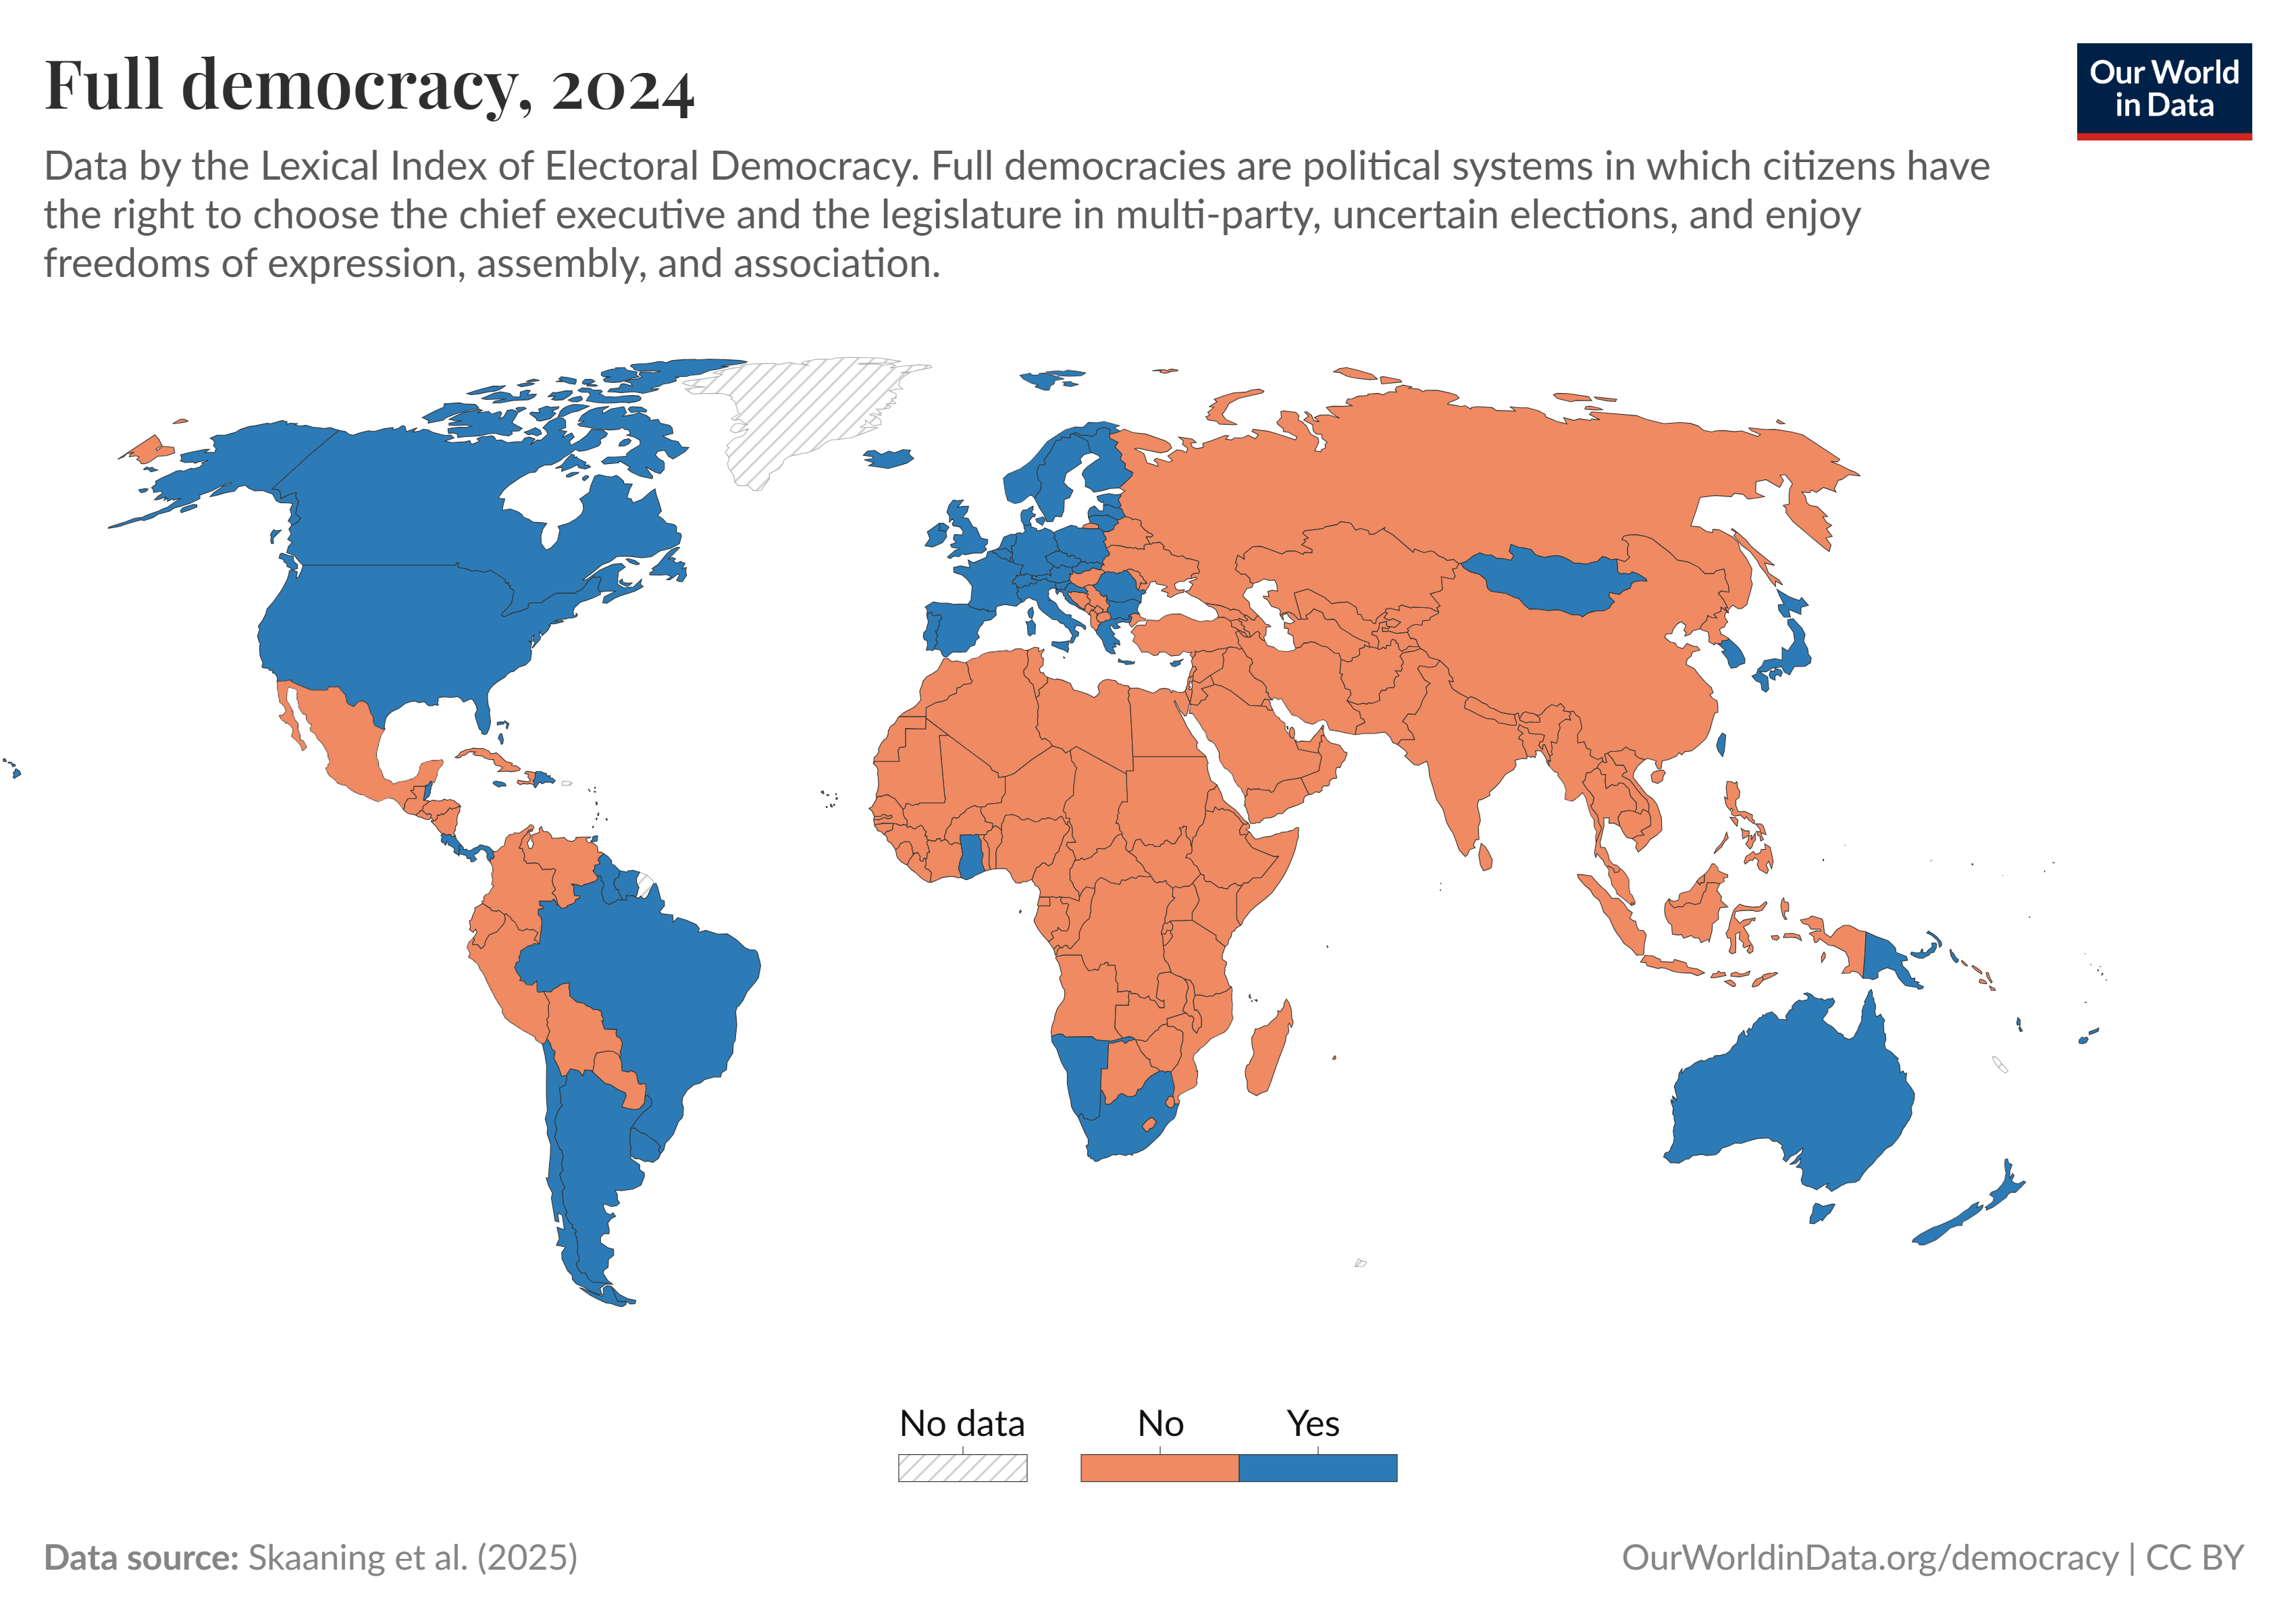 Full democracy, 2024
Our World
in Data
Data by the Lexical Index of Electoral Democracy. Full democracies are political systems in which citizens have
the right to choose the chief executive and the legislature in multi-party, uncertain elections, and enjoy
freedoms of expression, assembly, and association.
No data
No
Yes
Data source: Skaaning et al. (2025)
OurWorldinData.org/democracy | CC BY